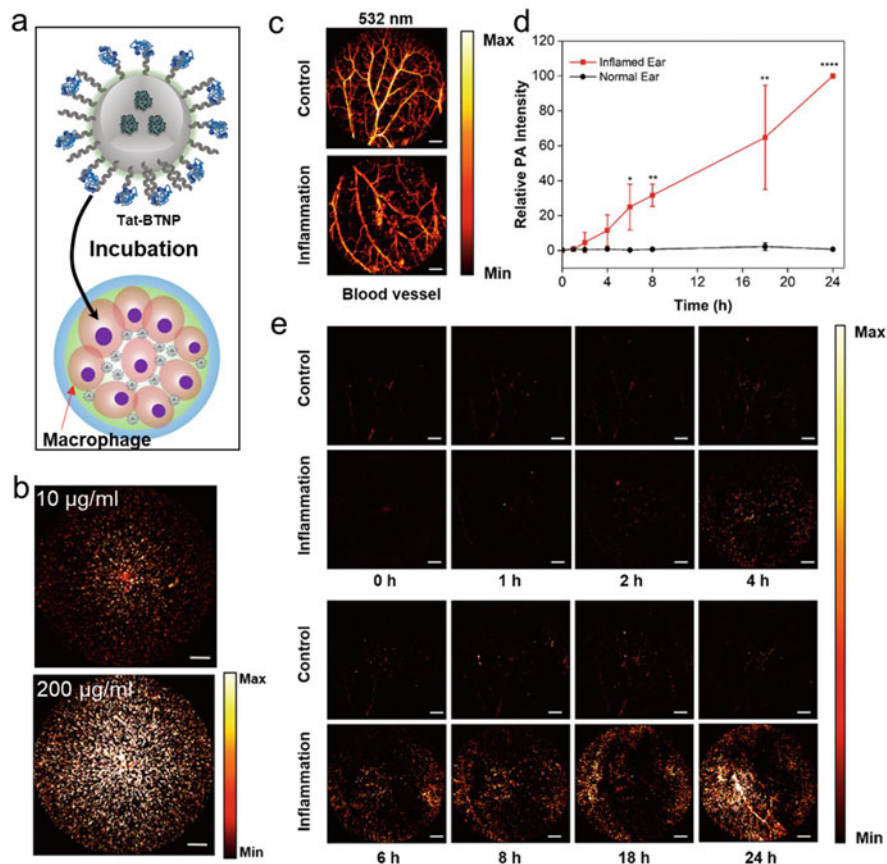 a
Tat-BTNP
Incubation
Macrophage
b
10 μg/ml
200 μg/ml
Max
Min
c
532 nm
Control
Inflammation
Blood vessel
Max
Min
d
Relative PA Intensity
120
100
80
60
40
20
0
Inflamed Ear
Normal Ear
*
**
**
****
0 4 6 8 12 16 20 24
Time (h)
e
Control
Inflammation
0 h 1 h 2 h 4 h
Control
Inflammation
6 h 8 h 18 h 24 h
Max
Min